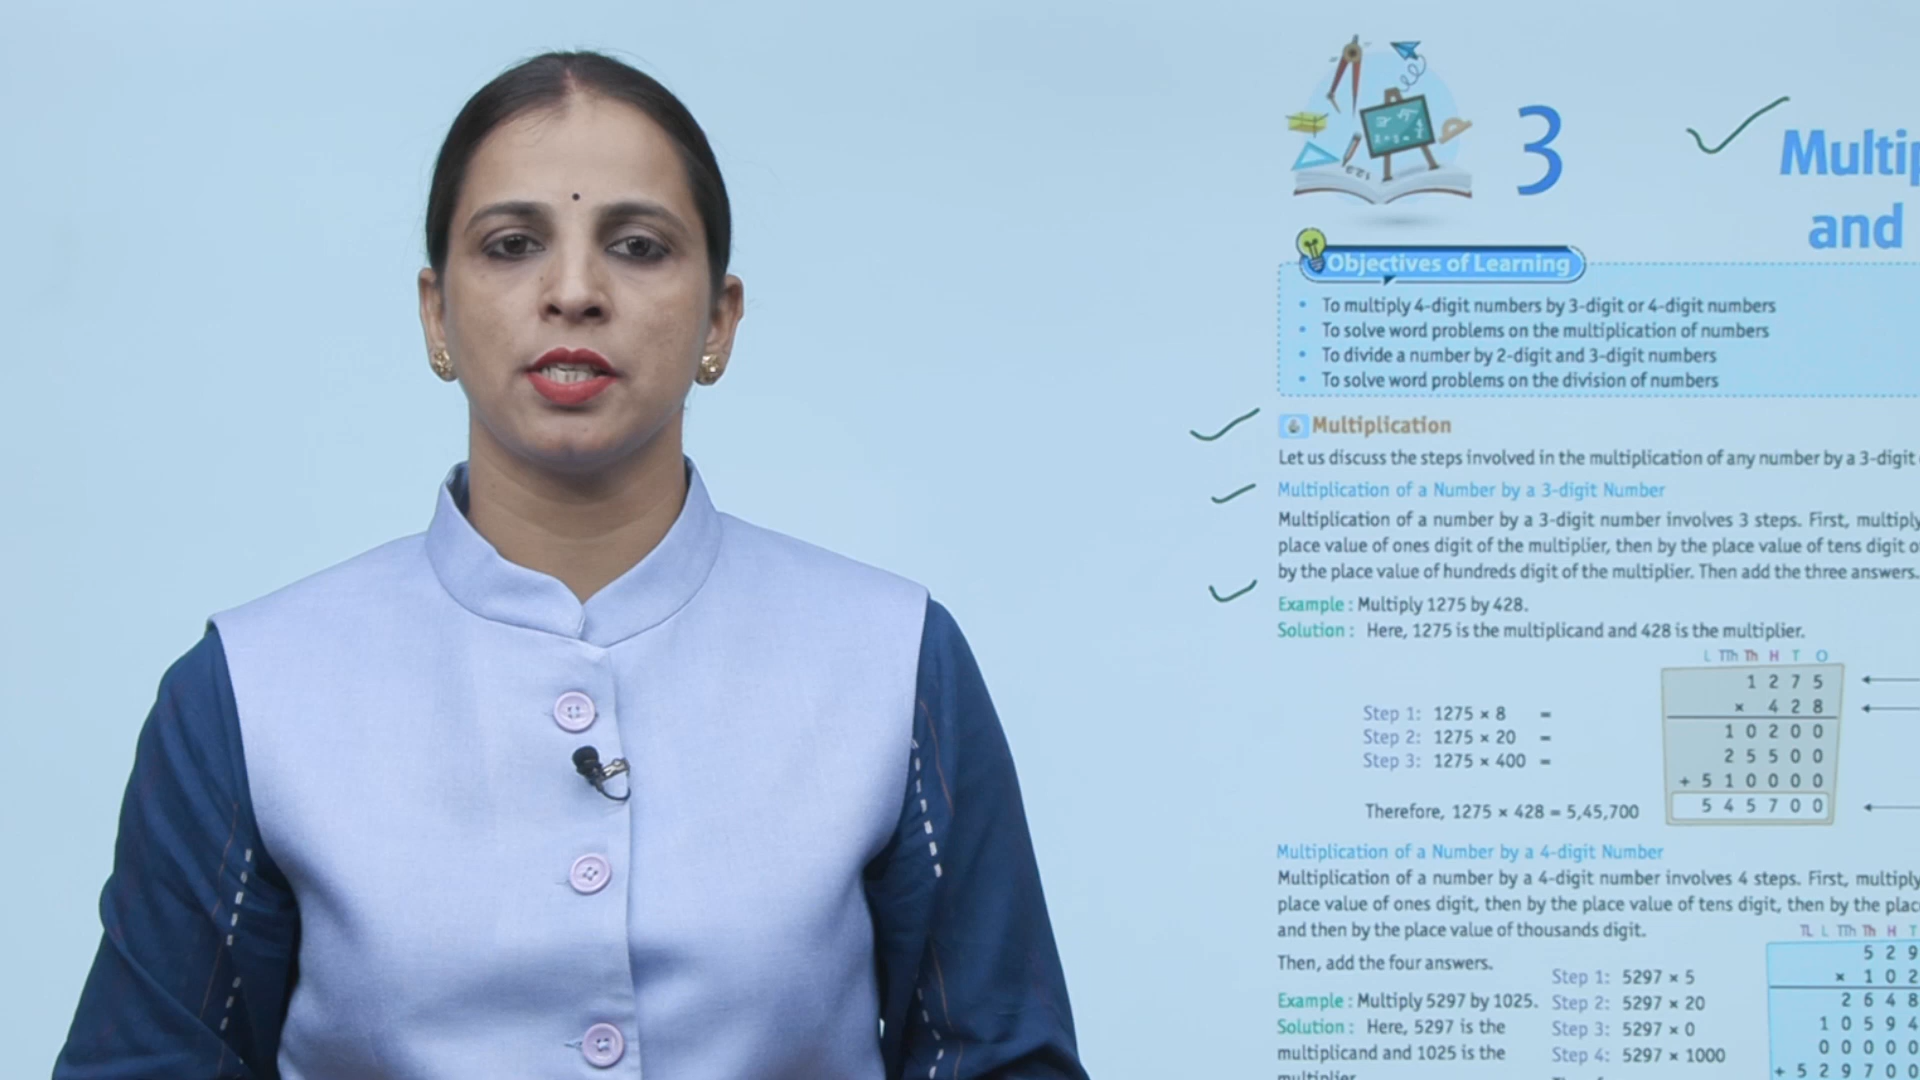 3
and
Objectives of Learning
• To multiply 4-digit numbers by 3-digit or 4-digit numbers
• To solve word problems on the multiplication of numbers
• To divide a number by 2-digit and 3-digit numbers
• To solve word problems on the division of numbers
Multiplication
Let us discuss the steps involved in the multiplication of any number by a 3-digit
Multiplication of a Number by a 3-digit Number
Multiplication of a number by a 3-digit number involves 3 steps. First, multiply
place value of ones digit of the multiplier, then by the place value of tens digit
by the place value of hundreds digit of the multiplier. Then add the three answers.
Example : Multiply 1275 by 428.
Solution : Here, 1275 is the multiplicand and 428 is the multiplier.
L TTh Th H T O
1 2 7 5
× 4 2 8
1 0 2 0 0
2 5 5 0 0
+ 5 1 0 0 0 0
5 4 5 7 0 0
Step 1: 1275 × 8 =
Step 2: 1275 × 20 =
Step 3: 1275 × 400 =
Therefore, 1275 × 428 = 5,45,700
Multiplication of a Number by a 4-digit Number
Multiplication of a number by a 4-digit number involves 4 steps. First, multiply
place value of ones digit, then by the place value of tens digit, then by the
and then by the place value of thousands digit.
Then, add the four answers.
Example : Multiply 5297 by 1025.
Solution : Here, 5297 is the
multiplicand and 1025 is the
Step 1: 5297 × 5
Step 2: 5297 × 20
Step 3: 5297 × 0
Step 4: 5297 × 1000
TL L TTh Th H T
5 2 9
× 1 0 2
2 6 4 8
1 0 5 9 4
0 0 0 0 0
+ 5 2 9 7 0 0